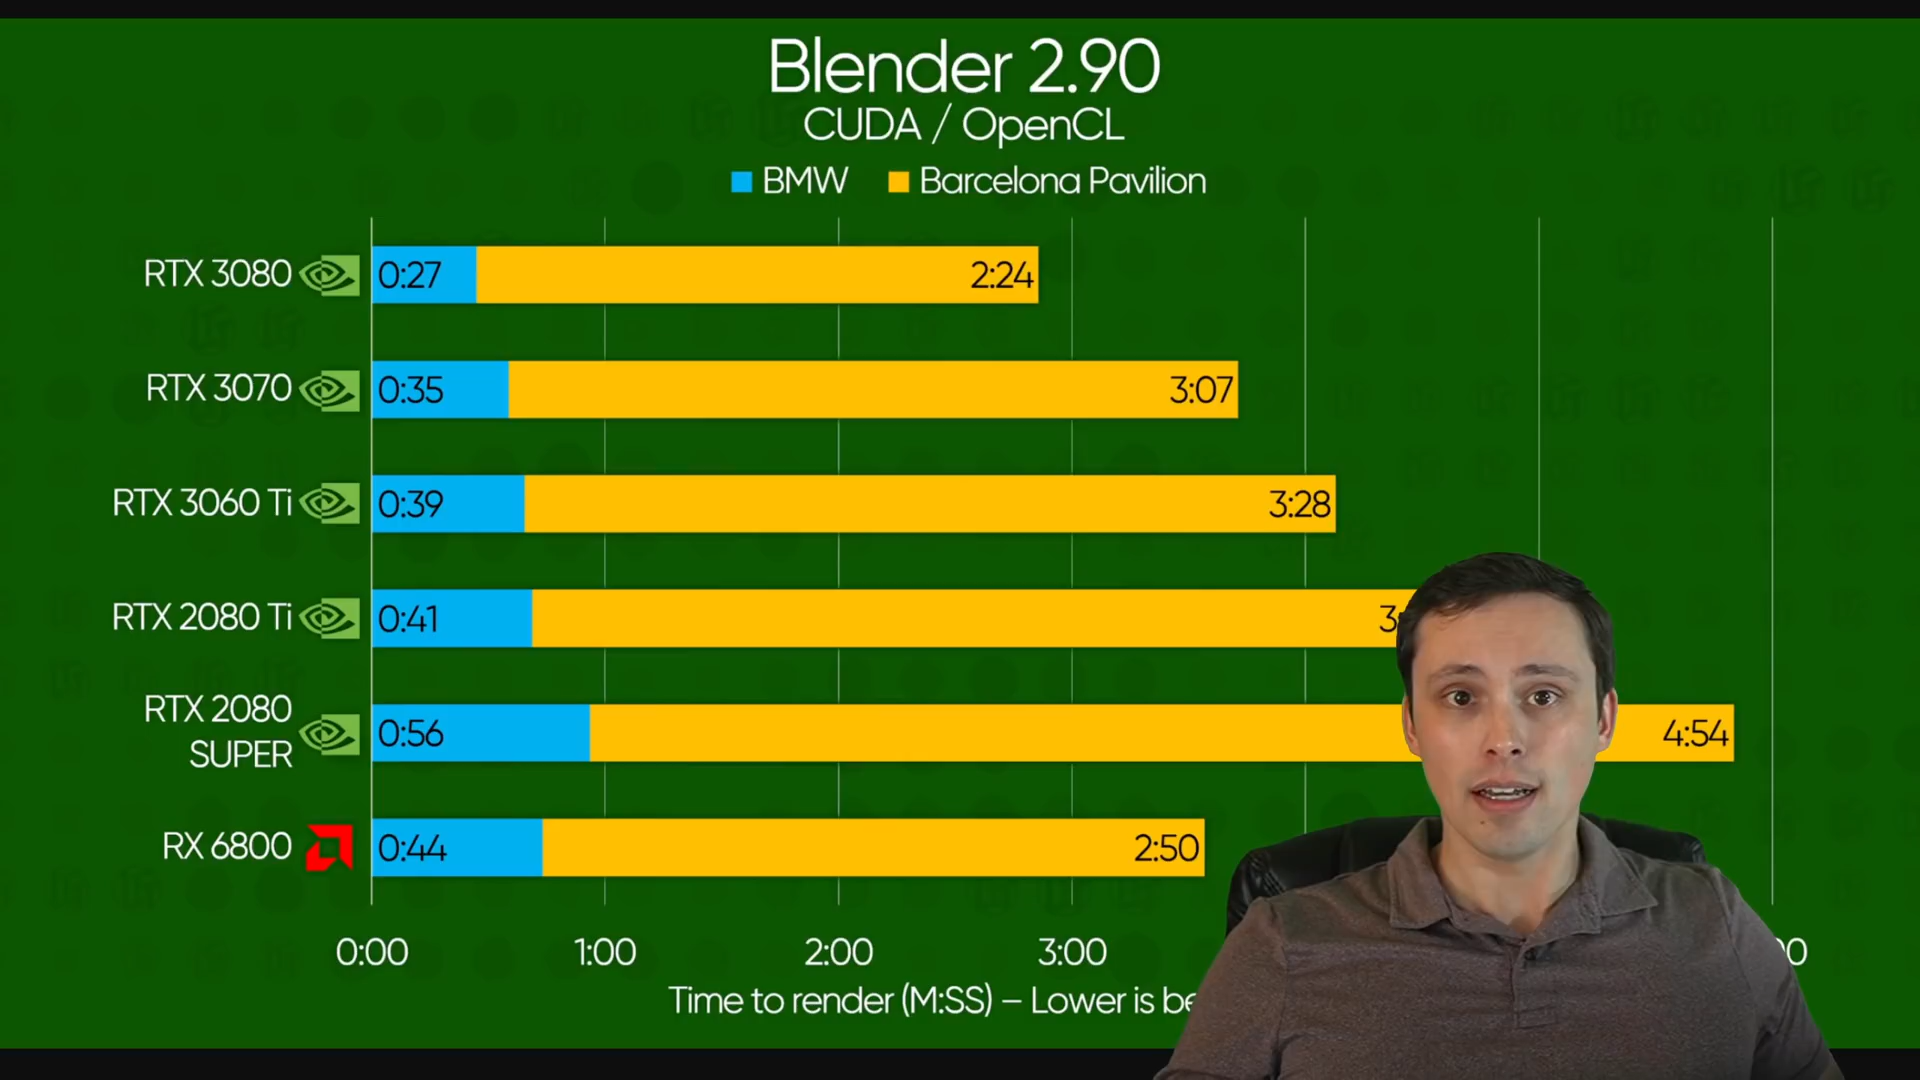 Blender 2.90
CUDA / OpenCL
BMW Barcelona Pavilion
RTX 3080 0:27 2:24
RTX 3070 0:35 3:07
RTX 3060 Ti 0:39 3:28
RTX 2080 Ti 0:41
RTX 2080
SUPER 0:56 4:54
RX 6800 0:44 2:50
0:00 1:00 2:00 3:00
Time to render (M:SS) – Lower is